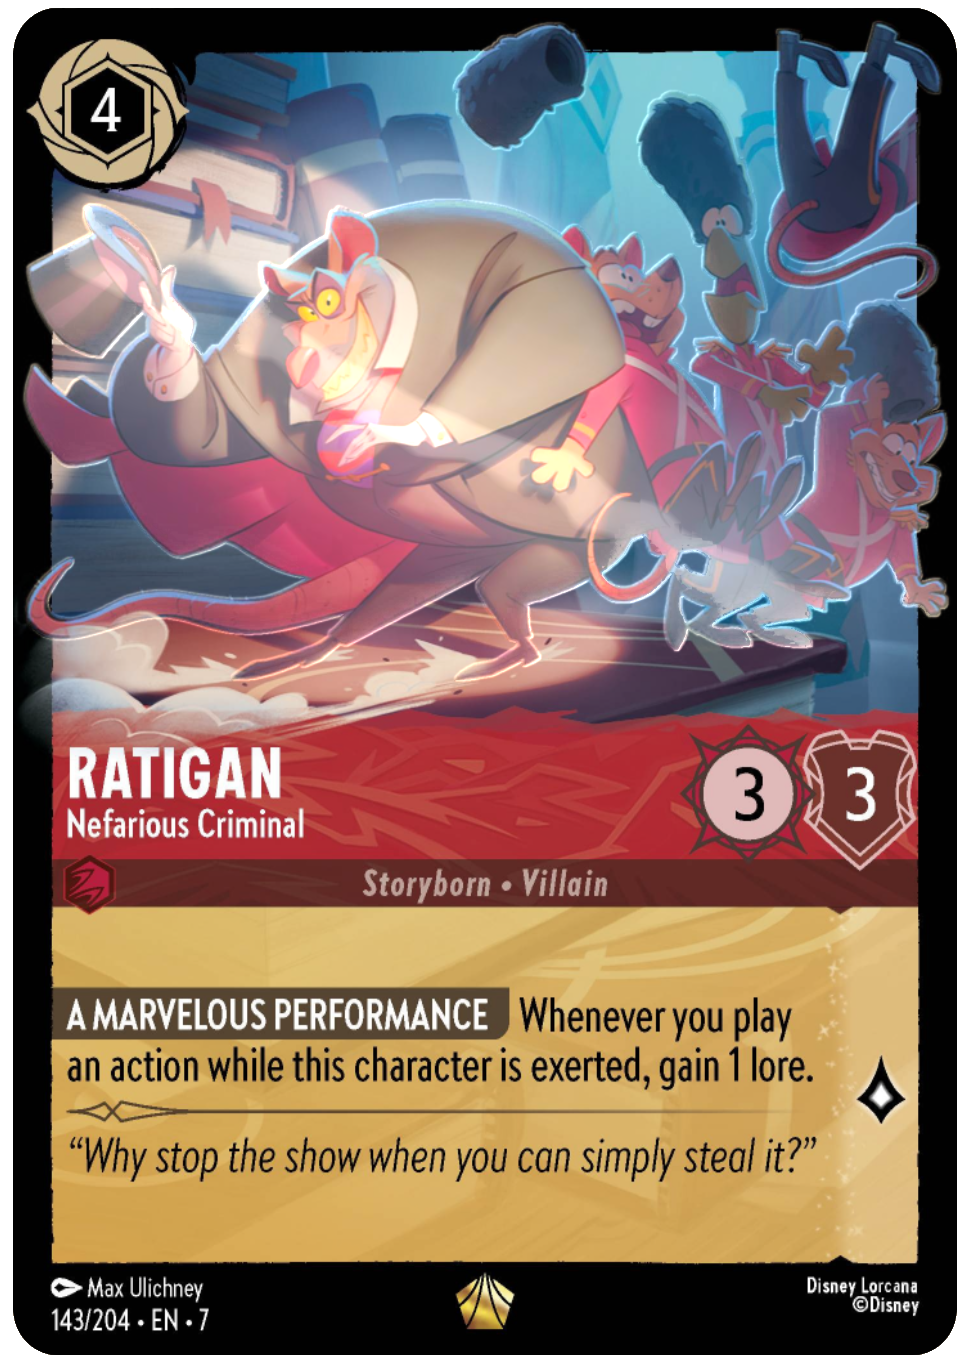 4
RATIGAN
Nefarious Criminal
3
3
Storyborn • Villain
A MARVELOUS PERFORMANCE Whenever you play
an action while this character is exerted, gain 1 lore.
“Why stop the show when you can simply steal it?”
Max Ulichney
143/204 • EN • 7
Disney Lorcana
©Disney